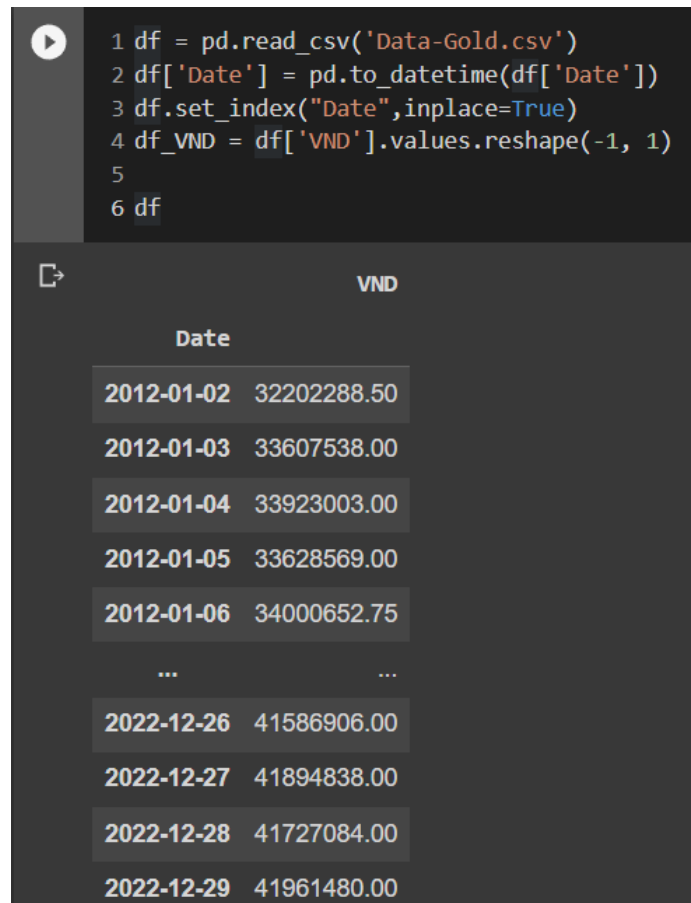 1 df = pd.read_csv('Data-Gold.csv')
2 df['Date'] = pd.to_datetime(df['Date'])
3 df.set_index("Date",inplace=True)
4 df_VND = df['VND'].values.reshape(-1, 1)
5
6 df
VND
Date
2012-01-02 32202288.50
2012-01-03 33607538.00
2012-01-04 33923003.00
2012-01-05 33628569.00
2012-01-06 34000652.75
... ...
2022-12-26 41586906.00
2022-12-27 41894838.00
2022-12-28 41727084.00
2022-12-29 41961480.00